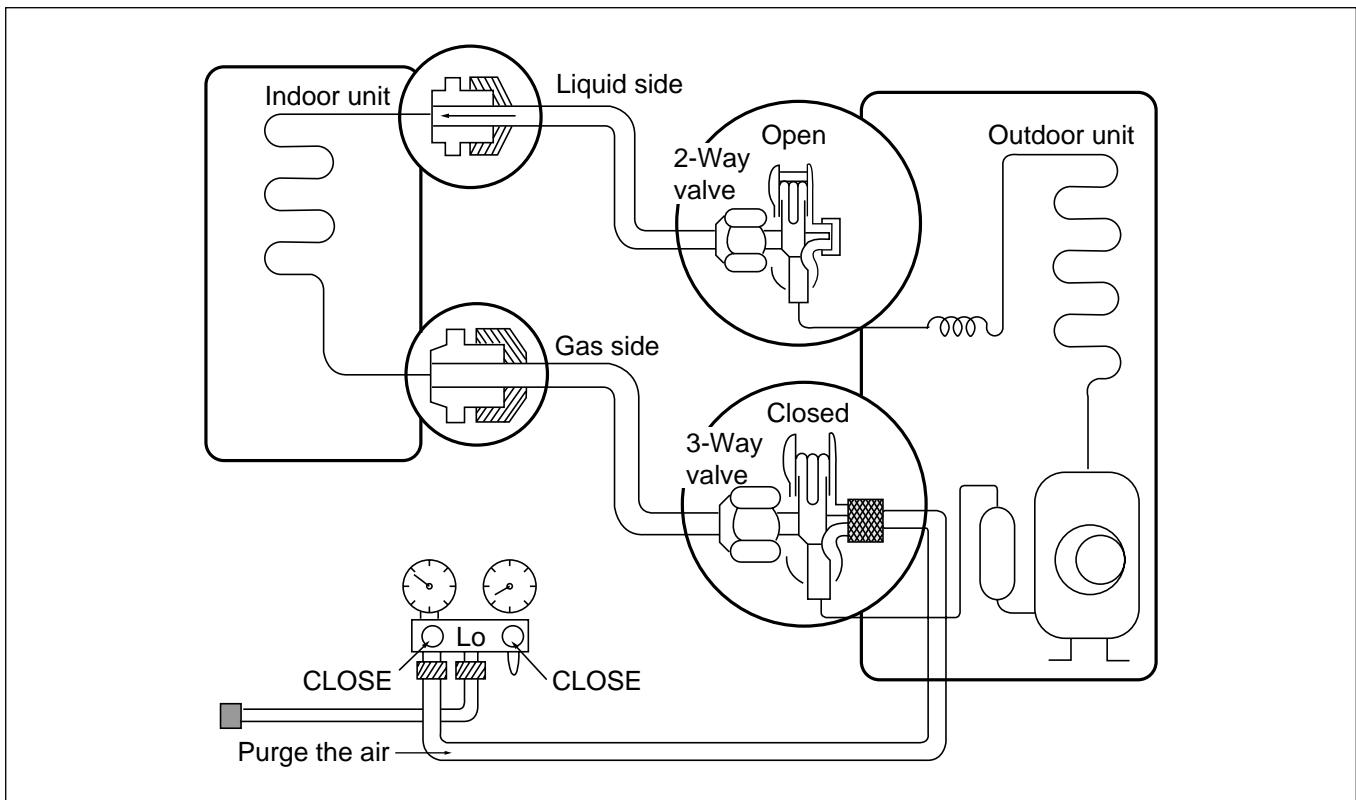 Indoor unit
Liquid side
Open
2-Way
valve
Outdoor unit
Gas side
Closed
3-Way
valve
Lo
CLOSE
CLOSE
Purge the air